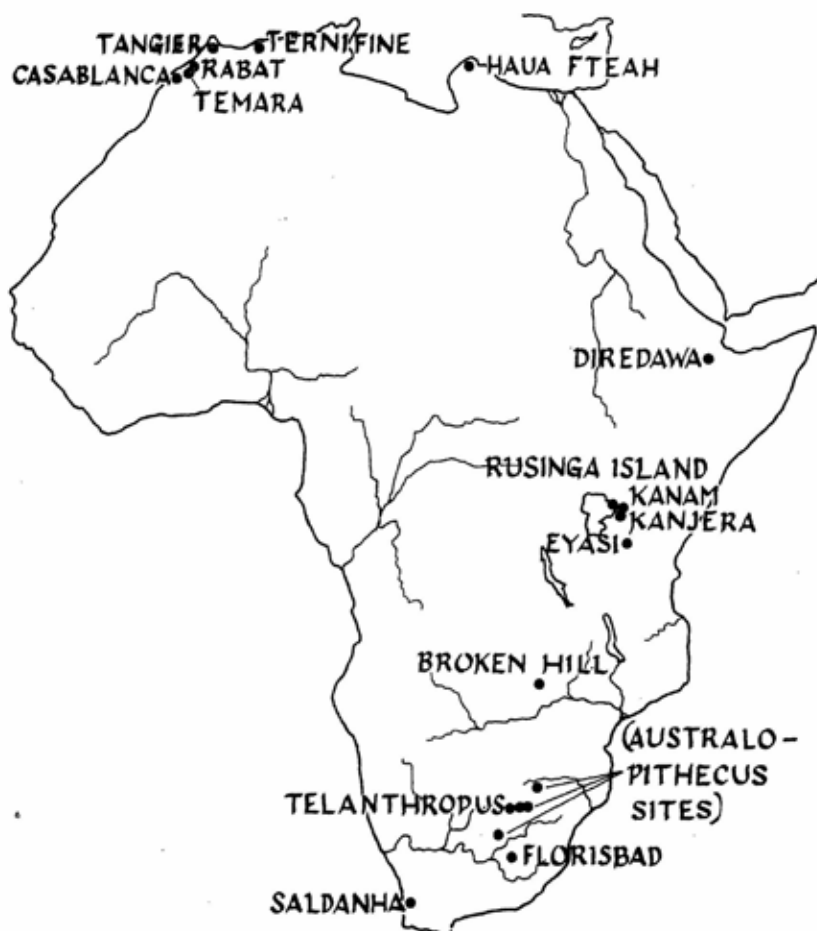 TANGIER
TERNIFINE
CASABLANCA
RABAT
TEMARA
HAUA FTEAH
DIREDAWA
RUSINGA ISLAND
KANAM
KANJERA
EYASI
BROKEN HILL
(AUSTRALO-
PITHECUS
SITES)
TELANTHROPUS
FLORISBAD
SALDANHA